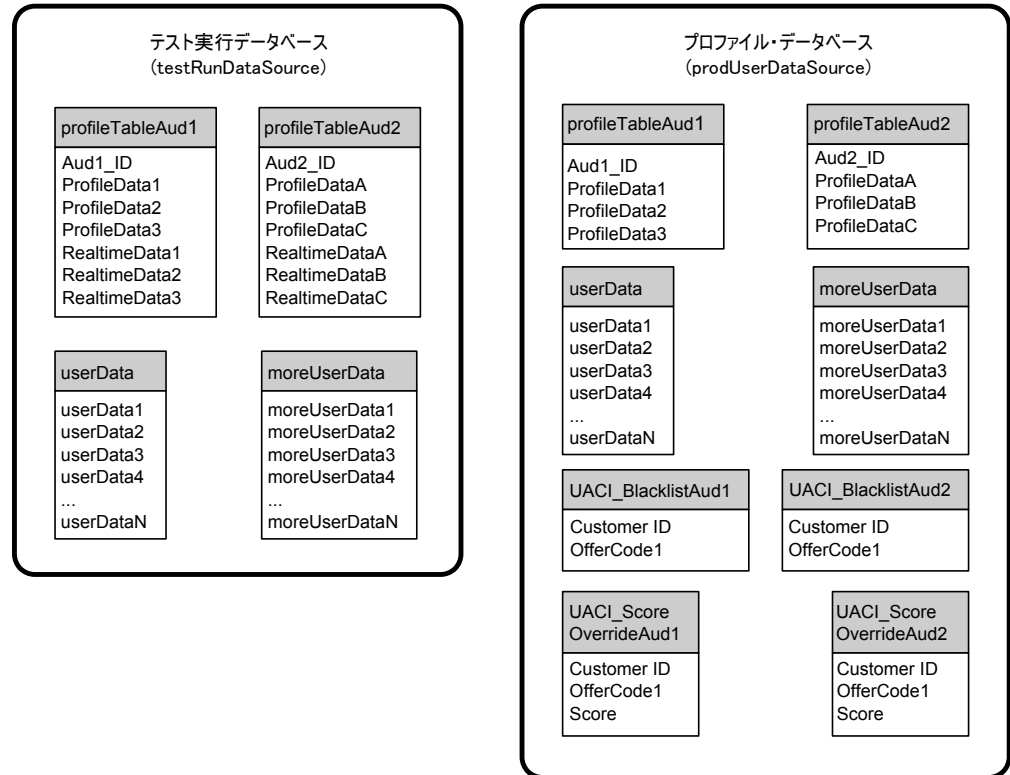 テスト実行データベース
(testRunDataSource)
profileTableAud1
Aud1_ID
ProfileData1
ProfileData2
ProfileData3
RealtimeData1
RealtimeData2
RealtimeData3
profileTableAud2
Aud2_ID
ProfileDataA
ProfileDataB
ProfileDataC
RealtimeDataA
RealtimeDataB
RealtimeDataC
userData
userData1
userData2
userData3
userData4
...
userDataN
moreUserData
moreUserData1
moreUserData2
moreUserData3
moreUserData4
...
moreUserDataN
プロファイル・データベース
(prodUserDataSource)
profileTableAud1
Aud1_ID
ProfileData1
ProfileData2
ProfileData3
profileTableAud2
Aud2_ID
ProfileDataA
ProfileDataB
ProfileDataC
userData
userData1
userData2
userData3
userData4
...
userDataN
moreUserData
moreUserData1
moreUserData2
moreUserData3
moreUserData4
...
moreUserDataN
UACI_BlacklistAud1
Customer ID
OfferCode1
UACI_BlacklistAud2
Customer ID
OfferCode1
UACI_Score
OverrideAud1
Customer ID
OfferCode1
Score
UACI_Score
OverrideAud2
Customer ID
OfferCode1
Score